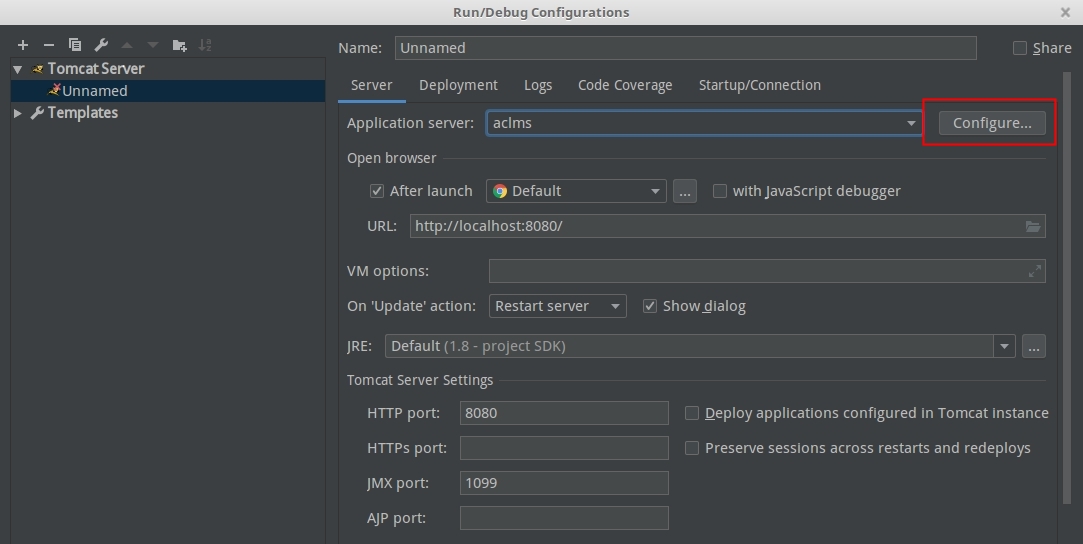 Run/Debug Configurations
Name: Unnamed Share
Tomcat Server
Unnamed
Templates
Server Deployment Logs Code Coverage Startup/Connection
Application server: aclms Configure...
Open browser
After launch Default ... with JavaScript debugger
URL: http://localhost:8080/
VM options:
On 'Update' action: Restart server Show dialog
JRE: Default (1.8 - project SDK) ...
Tomcat Server Settings
HTTP port: 8080 Deploy applications configured in Tomcat instance
HTTPs port: Preserve sessions across restarts and redeploys
JMX port: 1099
AJP port: